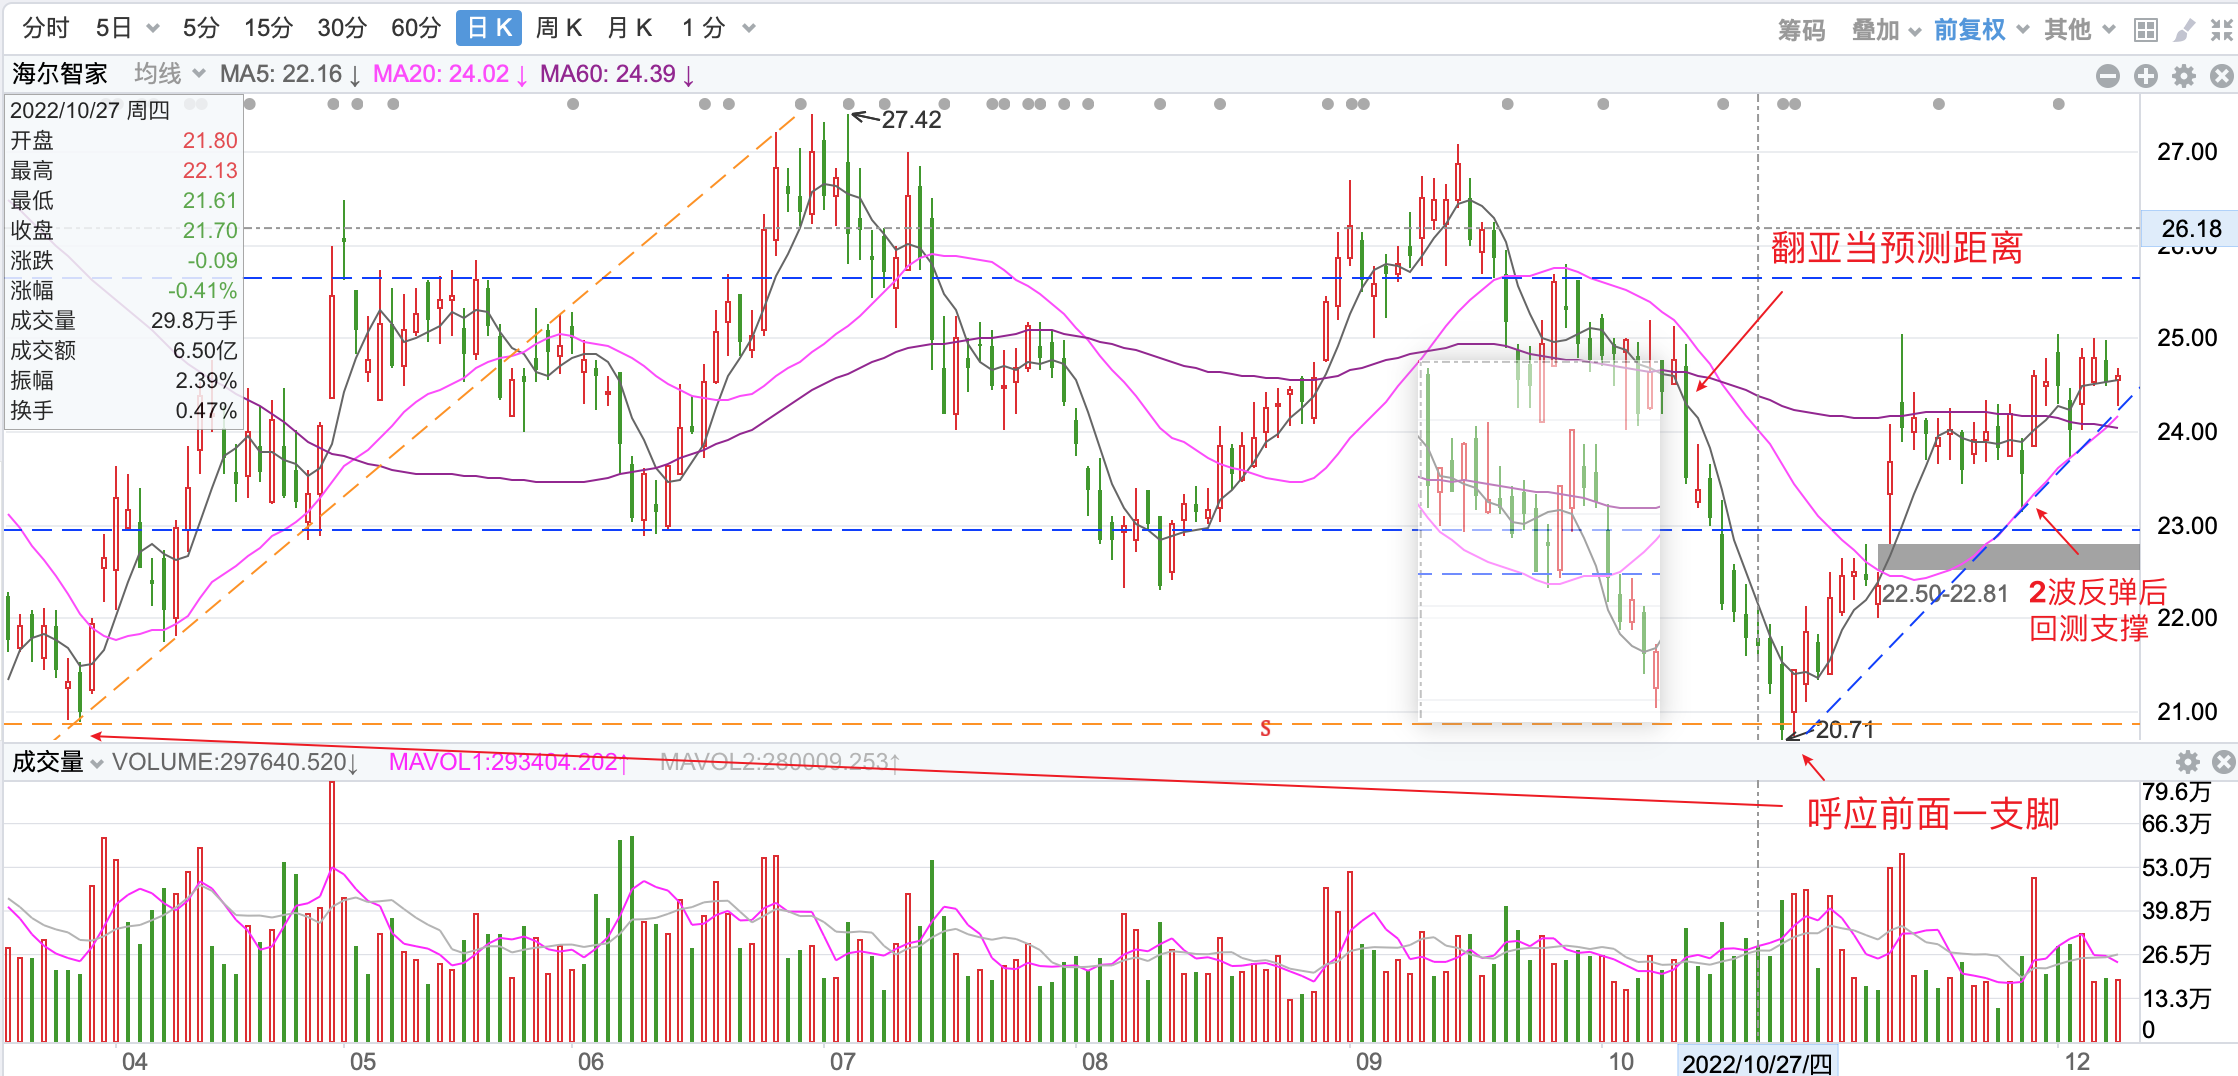 分时 5日 5分 15分 30分 60分 日K 周K 月K 1分 筹码 叠加 前复权 其他
海尔智家 均线 MA5: 22.16↓ MA20: 24.02↓ MA60: 24.39↓
2022/10/27 周四
开盘 21.80
最高 22.13
最低 21.61
收盘 21.70
涨跌 -0.09
涨幅 -0.41%
成交量 29.8万手
成交额 6.50亿
振幅 2.39%
换手 0.47%
27.42
27.00
26.18
26.00
翻亚当预测距离
25.00
24.00
23.00
22.50-22.81
2波反弹后
回测支撑
22.00
21.00
S
20.71
成交量 VOLUME:297640.520↓ MAVOL1:293404.202↑ MAVOL2:280009.253↑
呼应前面一支脚
79.6万
66.3万
53.0万
39.8万
26.5万
13.3万
0
04 05 06 07 08 09 10 2022/10/27/四 12